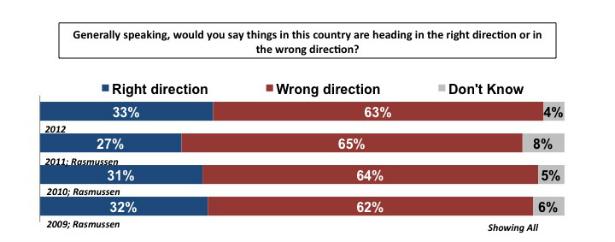 Generally speaking, would you say things in this country are heading in the right direction or in
the wrong direction?
Right direction Wrong direction Don't Know
33% 63% 4%
2012
27% 65% 8%
2011; Rasmussen
31% 64% 5%
2010; Rasmussen
32% 62% 6%
2009; Rasmussen
Showing All